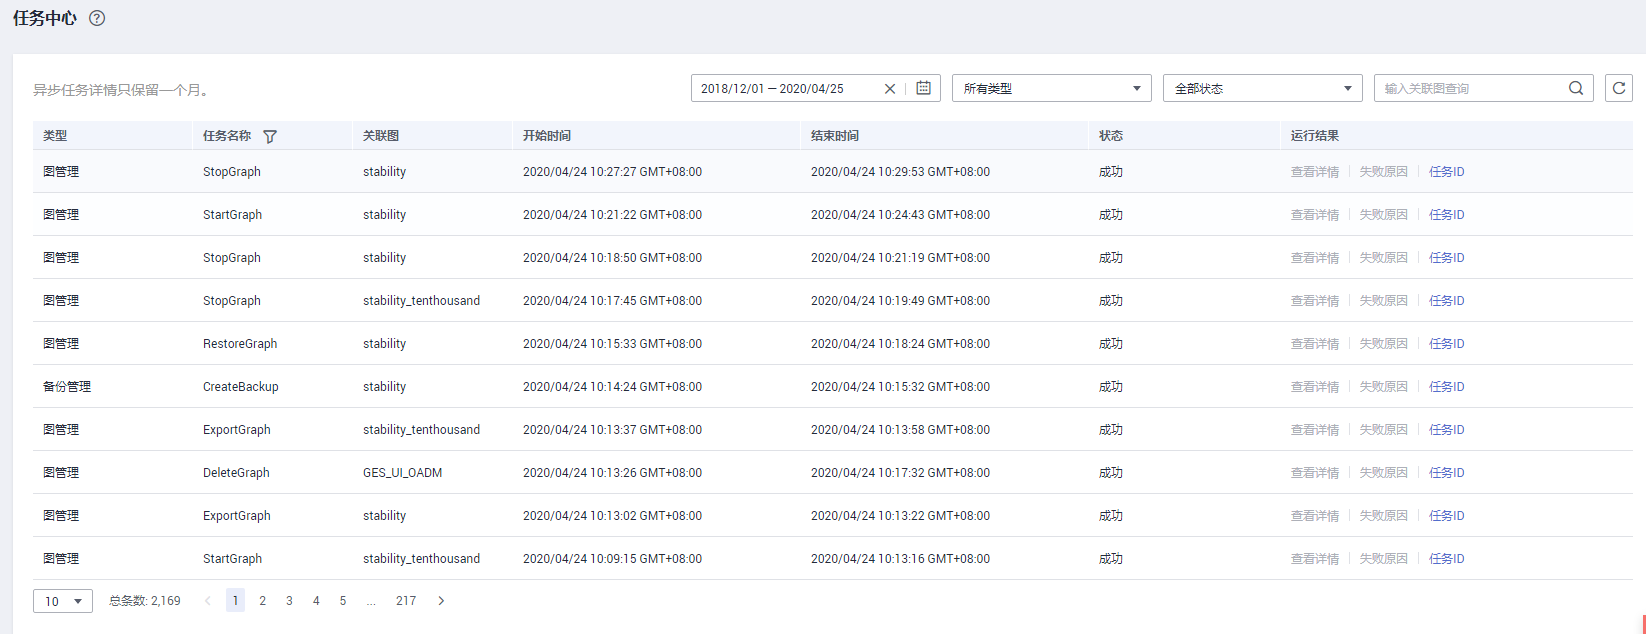 任务中心 ?
异步任务详情只保留一个月。 2018/12/01 – 2020/04/25 所有类型 全部状态 输入关联图查询
类型 任务名称 关联图 开始时间 结束时间 状态 运行结果
图管理 StopGraph stability 2020/04/24 10:27:27 GMT+08:00 2020/04/24 10:29:53 GMT+08:00 成功 查看详情 失败原因 任务ID
图管理 StartGraph stability 2020/04/24 10:21:22 GMT+08:00 2020/04/24 10:24:43 GMT+08:00 成功 查看详情 失败原因 任务ID
图管理 StopGraph stability 2020/04/24 10:18:50 GMT+08:00 2020/04/24 10:21:19 GMT+08:00 成功 查看详情 失败原因 任务ID
图管理 StopGraph stability_tenthousand 2020/04/24 10:17:45 GMT+08:00 2020/04/24 10:19:49 GMT+08:00 成功 查看详情 失败原因 任务ID
图管理 RestoreGraph stability 2020/04/24 10:15:33 GMT+08:00 2020/04/24 10:18:24 GMT+08:00 成功 查看详情 失败原因 任务ID
备份管理 CreateBackup stability 2020/04/24 10:14:24 GMT+08:00 2020/04/24 10:15:32 GMT+08:00 成功 查看详情 失败原因 任务ID
图管理 ExportGraph stability_tenthousand 2020/04/24 10:13:37 GMT+08:00 2020/04/24 10:13:58 GMT+08:00 成功 查看详情 失败原因 任务ID
图管理 DeleteGraph GES_UI_OADM 2020/04/24 10:13:26 GMT+08:00 2020/04/24 10:17:32 GMT+08:00 成功 查看详情 失败原因 任务ID
图管理 ExportGraph stability 2020/04/24 10:13:02 GMT+08:00 2020/04/24 10:13:22 GMT+08:00 成功 查看详情 失败原因 任务ID
图管理 StartGraph stability_tenthousand 2020/04/24 10:09:15 GMT+08:00 2020/04/24 10:13:16 GMT+08:00 成功 查看详情 失败原因 任务ID
10 总条数: 2,169 < 1 2 3 4 5 ... 217 >